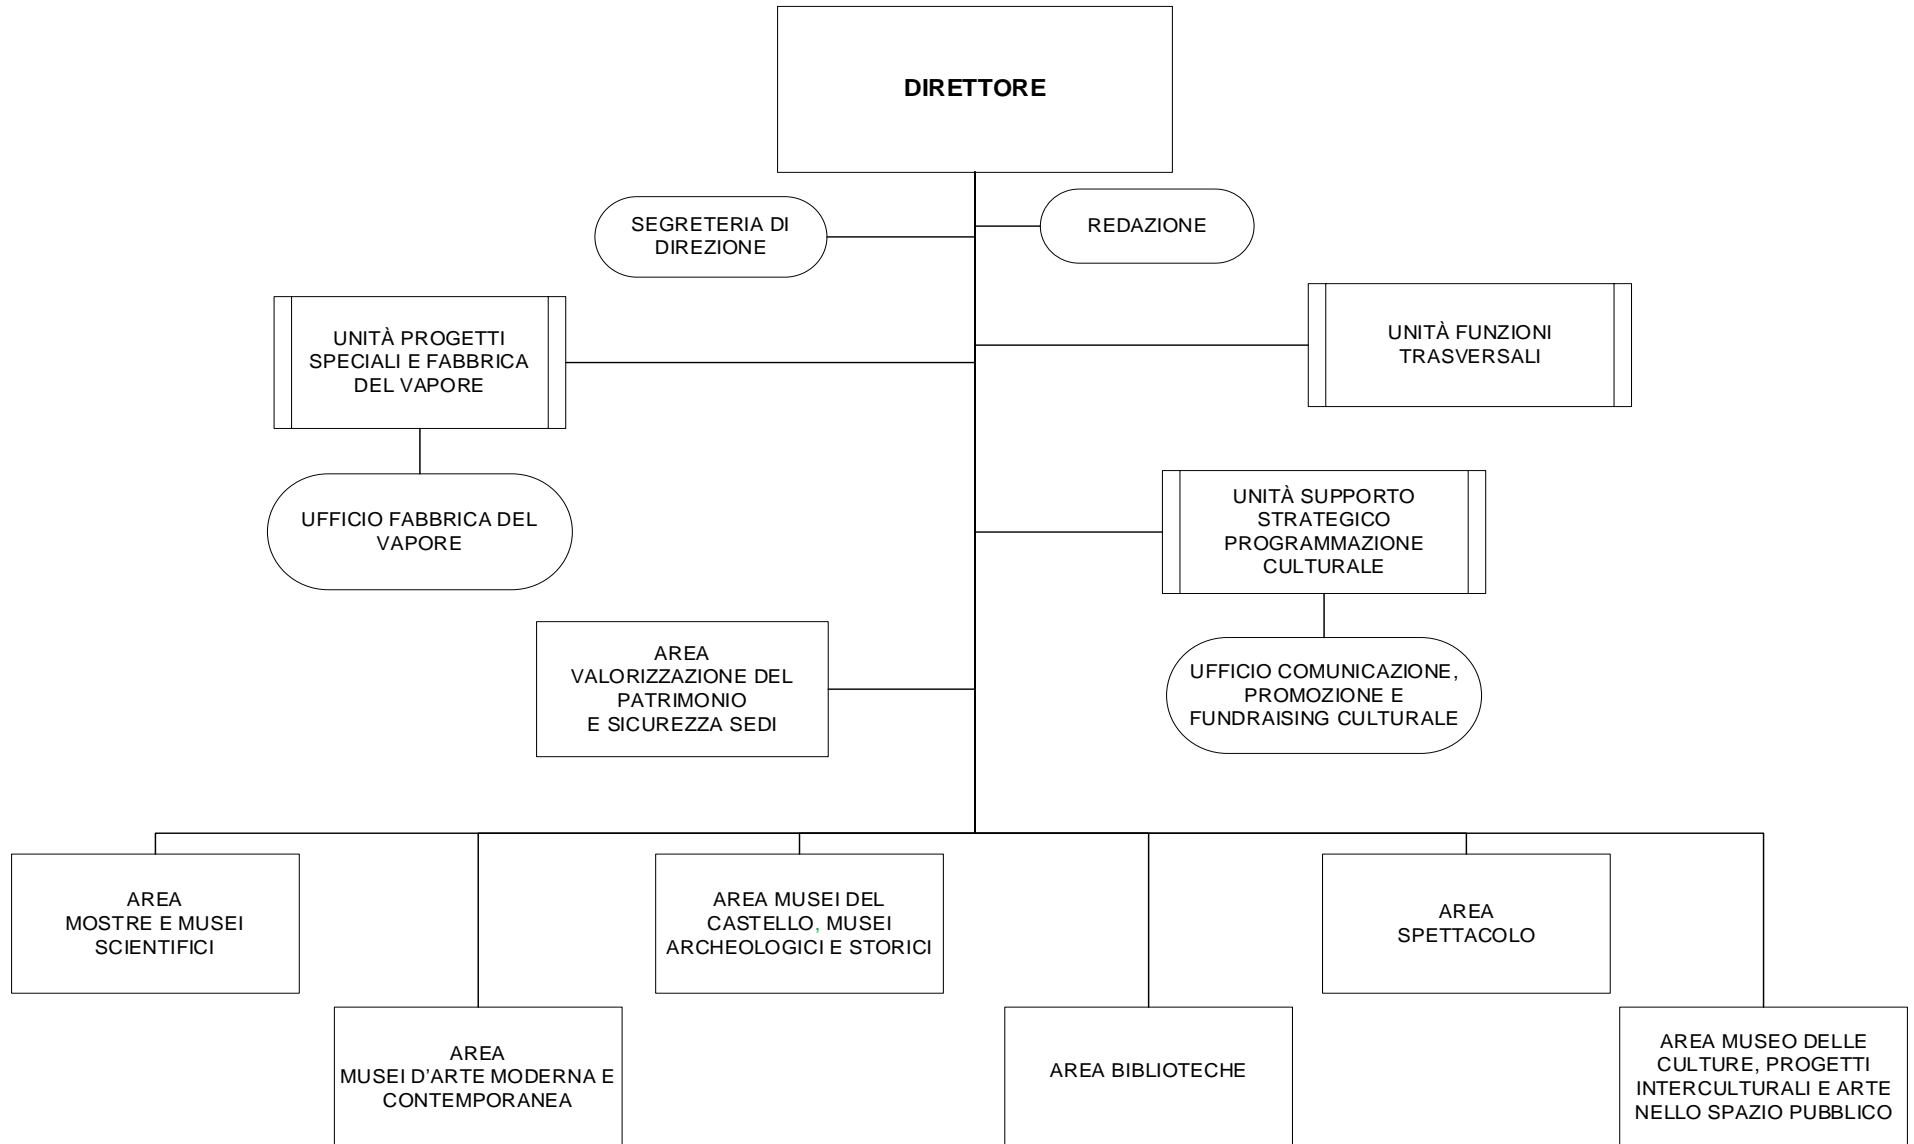 DIRETTORE
SEGRETERIA DI
DIREZIONE
REDAZIONE
UNITÀ PROGETTI
SPECIALI E FABBRICA
DEL VAPORE
UNITÀ FUNZIONI
TRASVERSALI
UFFICIO FABBRICA DEL
VAPORE
UNITÀ SUPPORTO
STRATEGICO
PROGRAMMAZIONE
CULTURALE
AREA
VALORIZZAZIONE DEL
PATRIMONIO
E SICUREZZA SEDI
UFFICIO COMUNICAZIONE,
PROMOZIONE E
FUNDRAISING CULTURALE
AREA
MOSTRE E MUSEI
SCIENTIFICI
AREA
MUSEI D'ARTE MODERNA E
CONTEMPORANEA
AREA MUSEI DEL
CASTELLO, MUSEI
ARCHEOLOGICI E STORICI
AREA BIBLIOTECHE
AREA
SPETTACOLO
AREA MUSEO DELLE
CULTURE, PROGETTI
INTERCULTURALI E ARTE
NELLO SPAZIO PUBBLICO